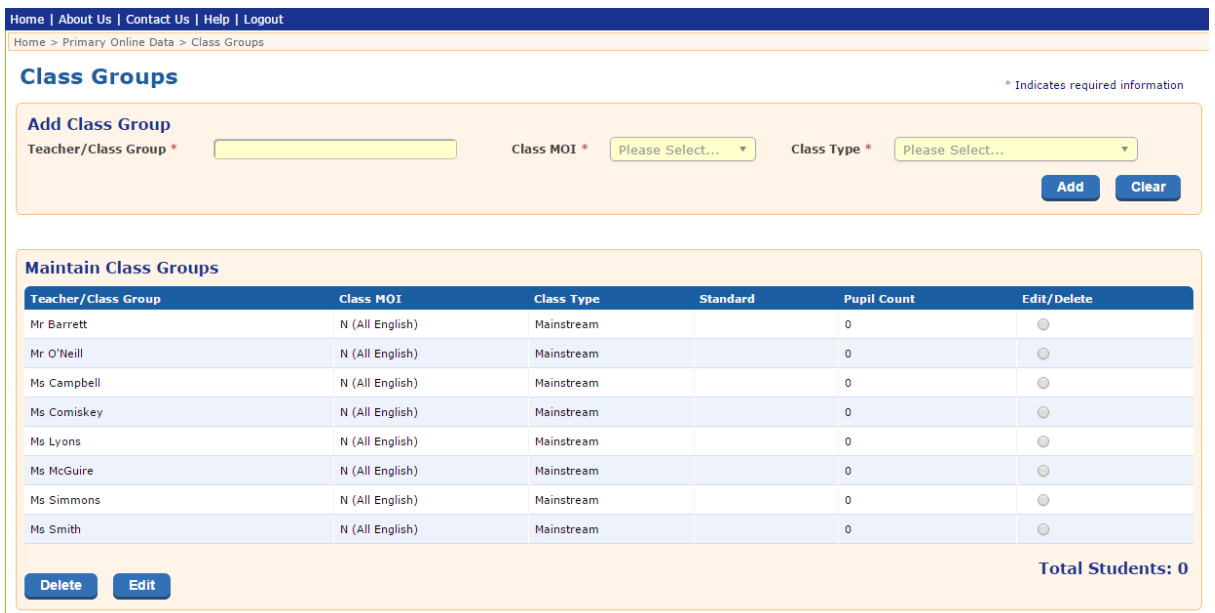 Home | About Us | Contact Us | Help | Logout
Home > Primary Online Data > Class Groups
Class Groups
* Indicates required information
Add Class Group
Teacher/Class Group * Class MOI * Please Select... Class Type * Please Select...
Add Clear
Maintain Class Groups
Teacher/Class Group Class MOI Class Type Standard Pupil Count Edit/Delete
Mr Barrett N (All English) Mainstream 0
Mr O'Neill N (All English) Mainstream 0
Ms Campbell N (All English) Mainstream 0
Ms Comiskey N (All English) Mainstream 0
Ms Lyons N (All English) Mainstream 0
Ms McGuire N (All English) Mainstream 0
Ms Simmons N (All English) Mainstream 0
Ms Smith N (All English) Mainstream 0
Total Students: 0
Delete Edit